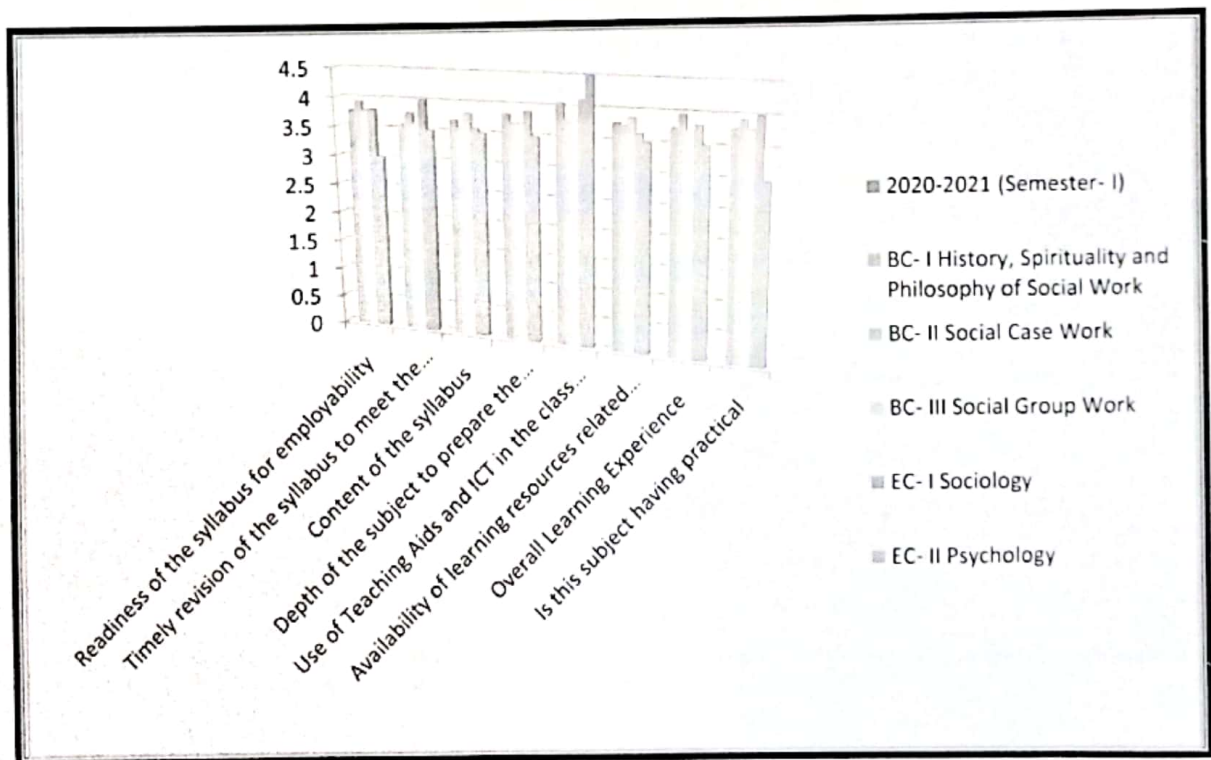 4.5
4
3.5
3
2.5
2
1.5
1
0.5
0
Readiness of the syllabus for employability
Timely revision of the syllabus to meet the...
Content of the syllabus
Depth of the subject to prepare the...
Use of Teaching Aids and ICT in the class...
Availability of learning resources related...
Overall Learning Experience
Is this subject having practical
2020-2021 (Semester- I)
BC- I History, Spirituality and
Philosophy of Social Work
BC- II Social Case Work
BC- III Social Group Work
EC- I Sociology
EC- II Psychology